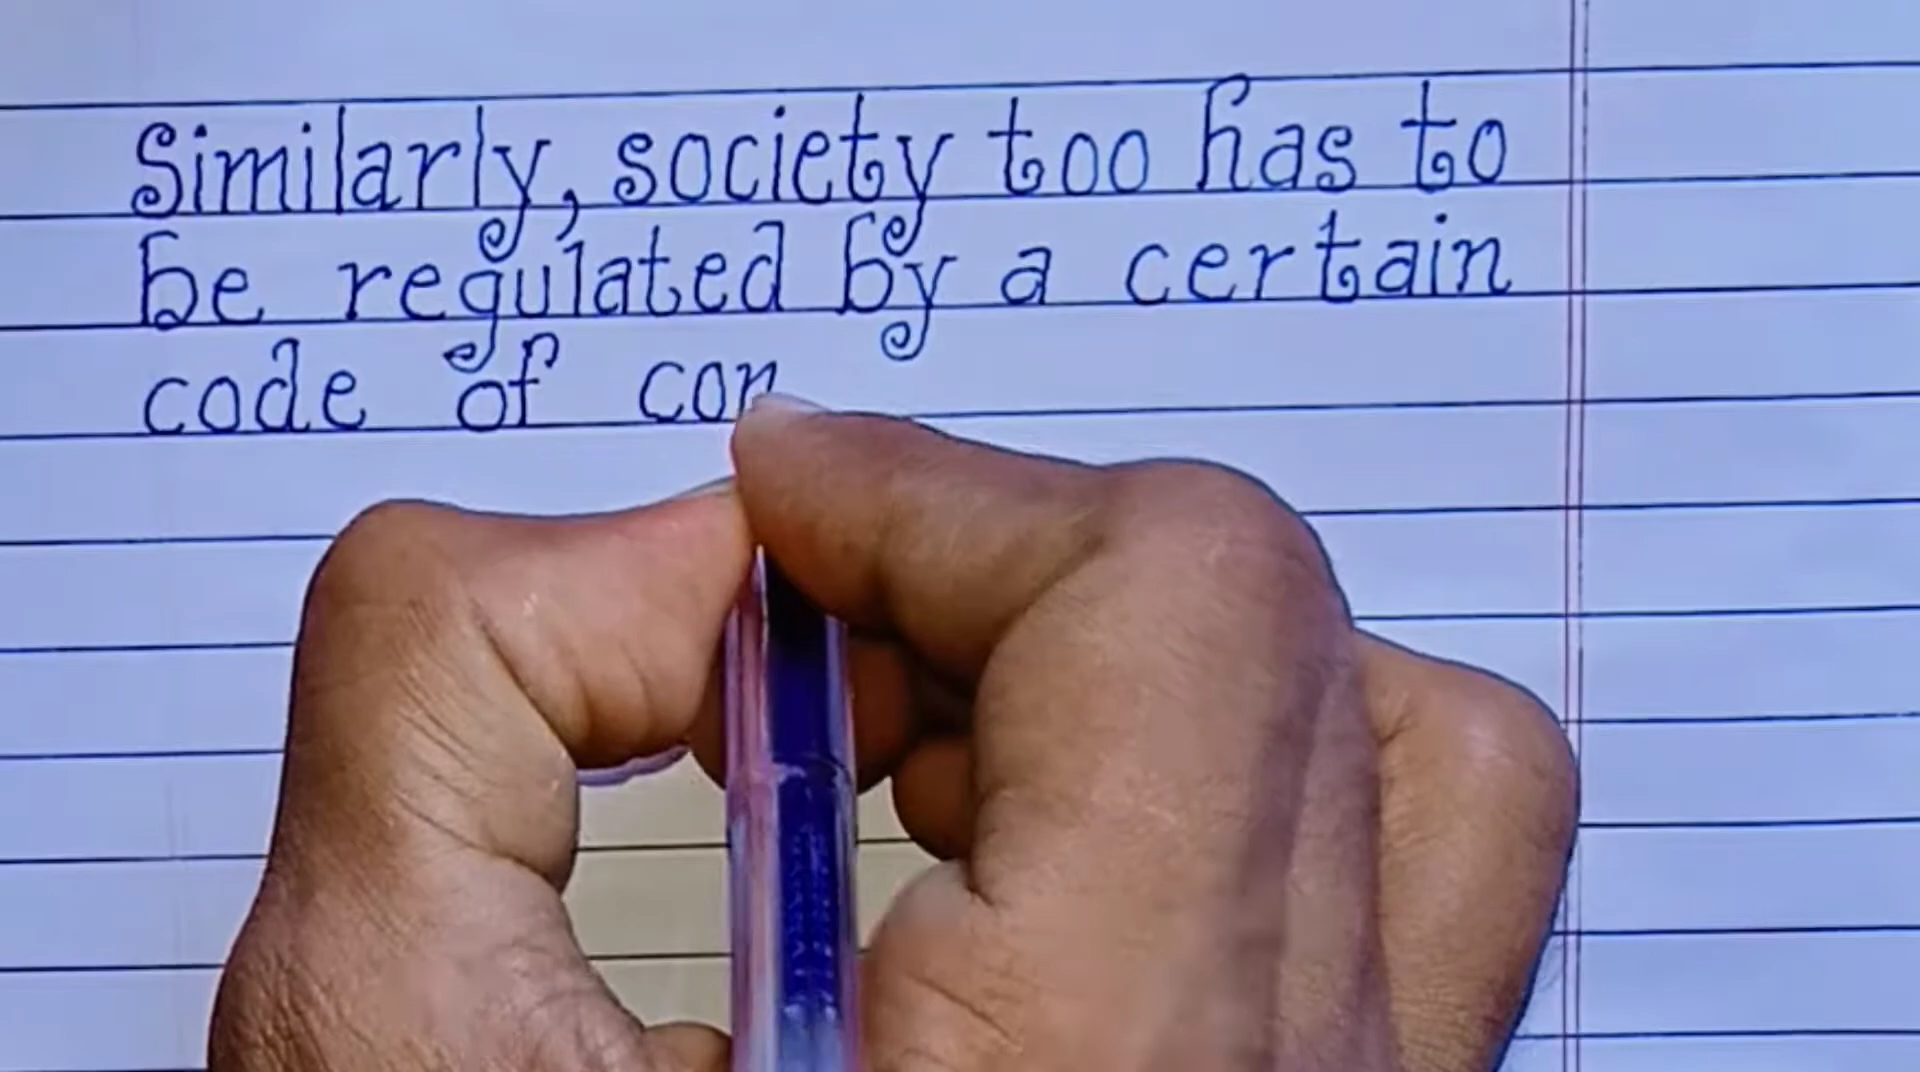 Similarly, society too has to
be regulated by a certain
code of con